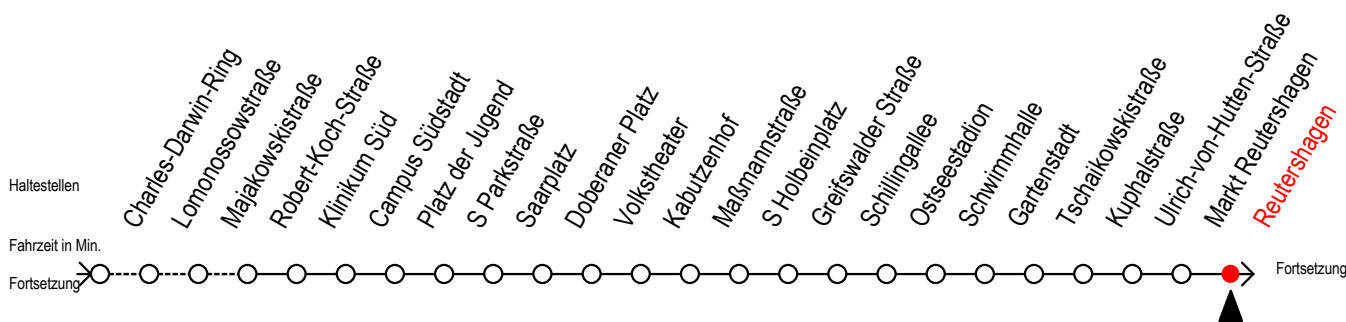 Haltestellen
Charles-Darwin-Ring
Lomonossowstraße
Majakowskistraße
Robert-Koch-Straße
Klinikum Süd
Campus Südstadt
Platz der Jugend
S Parkstraße
Saarplatz
Doberaner Platz
Volkstheater
Kabutzenhof
Maßmannstraße
S Holbeinplatz
Greifswalder Straße
Schillingallee
Ostseestadion
Schwimmhalle
Gartenstadt
Tschaikowskistraße
Kuphalstraße
Ulrich-von-Hutten-Straße
Markt Reutershagen
Reutershagen
Fahrzeit in Min.
Fortsetzung
Fortsetzung